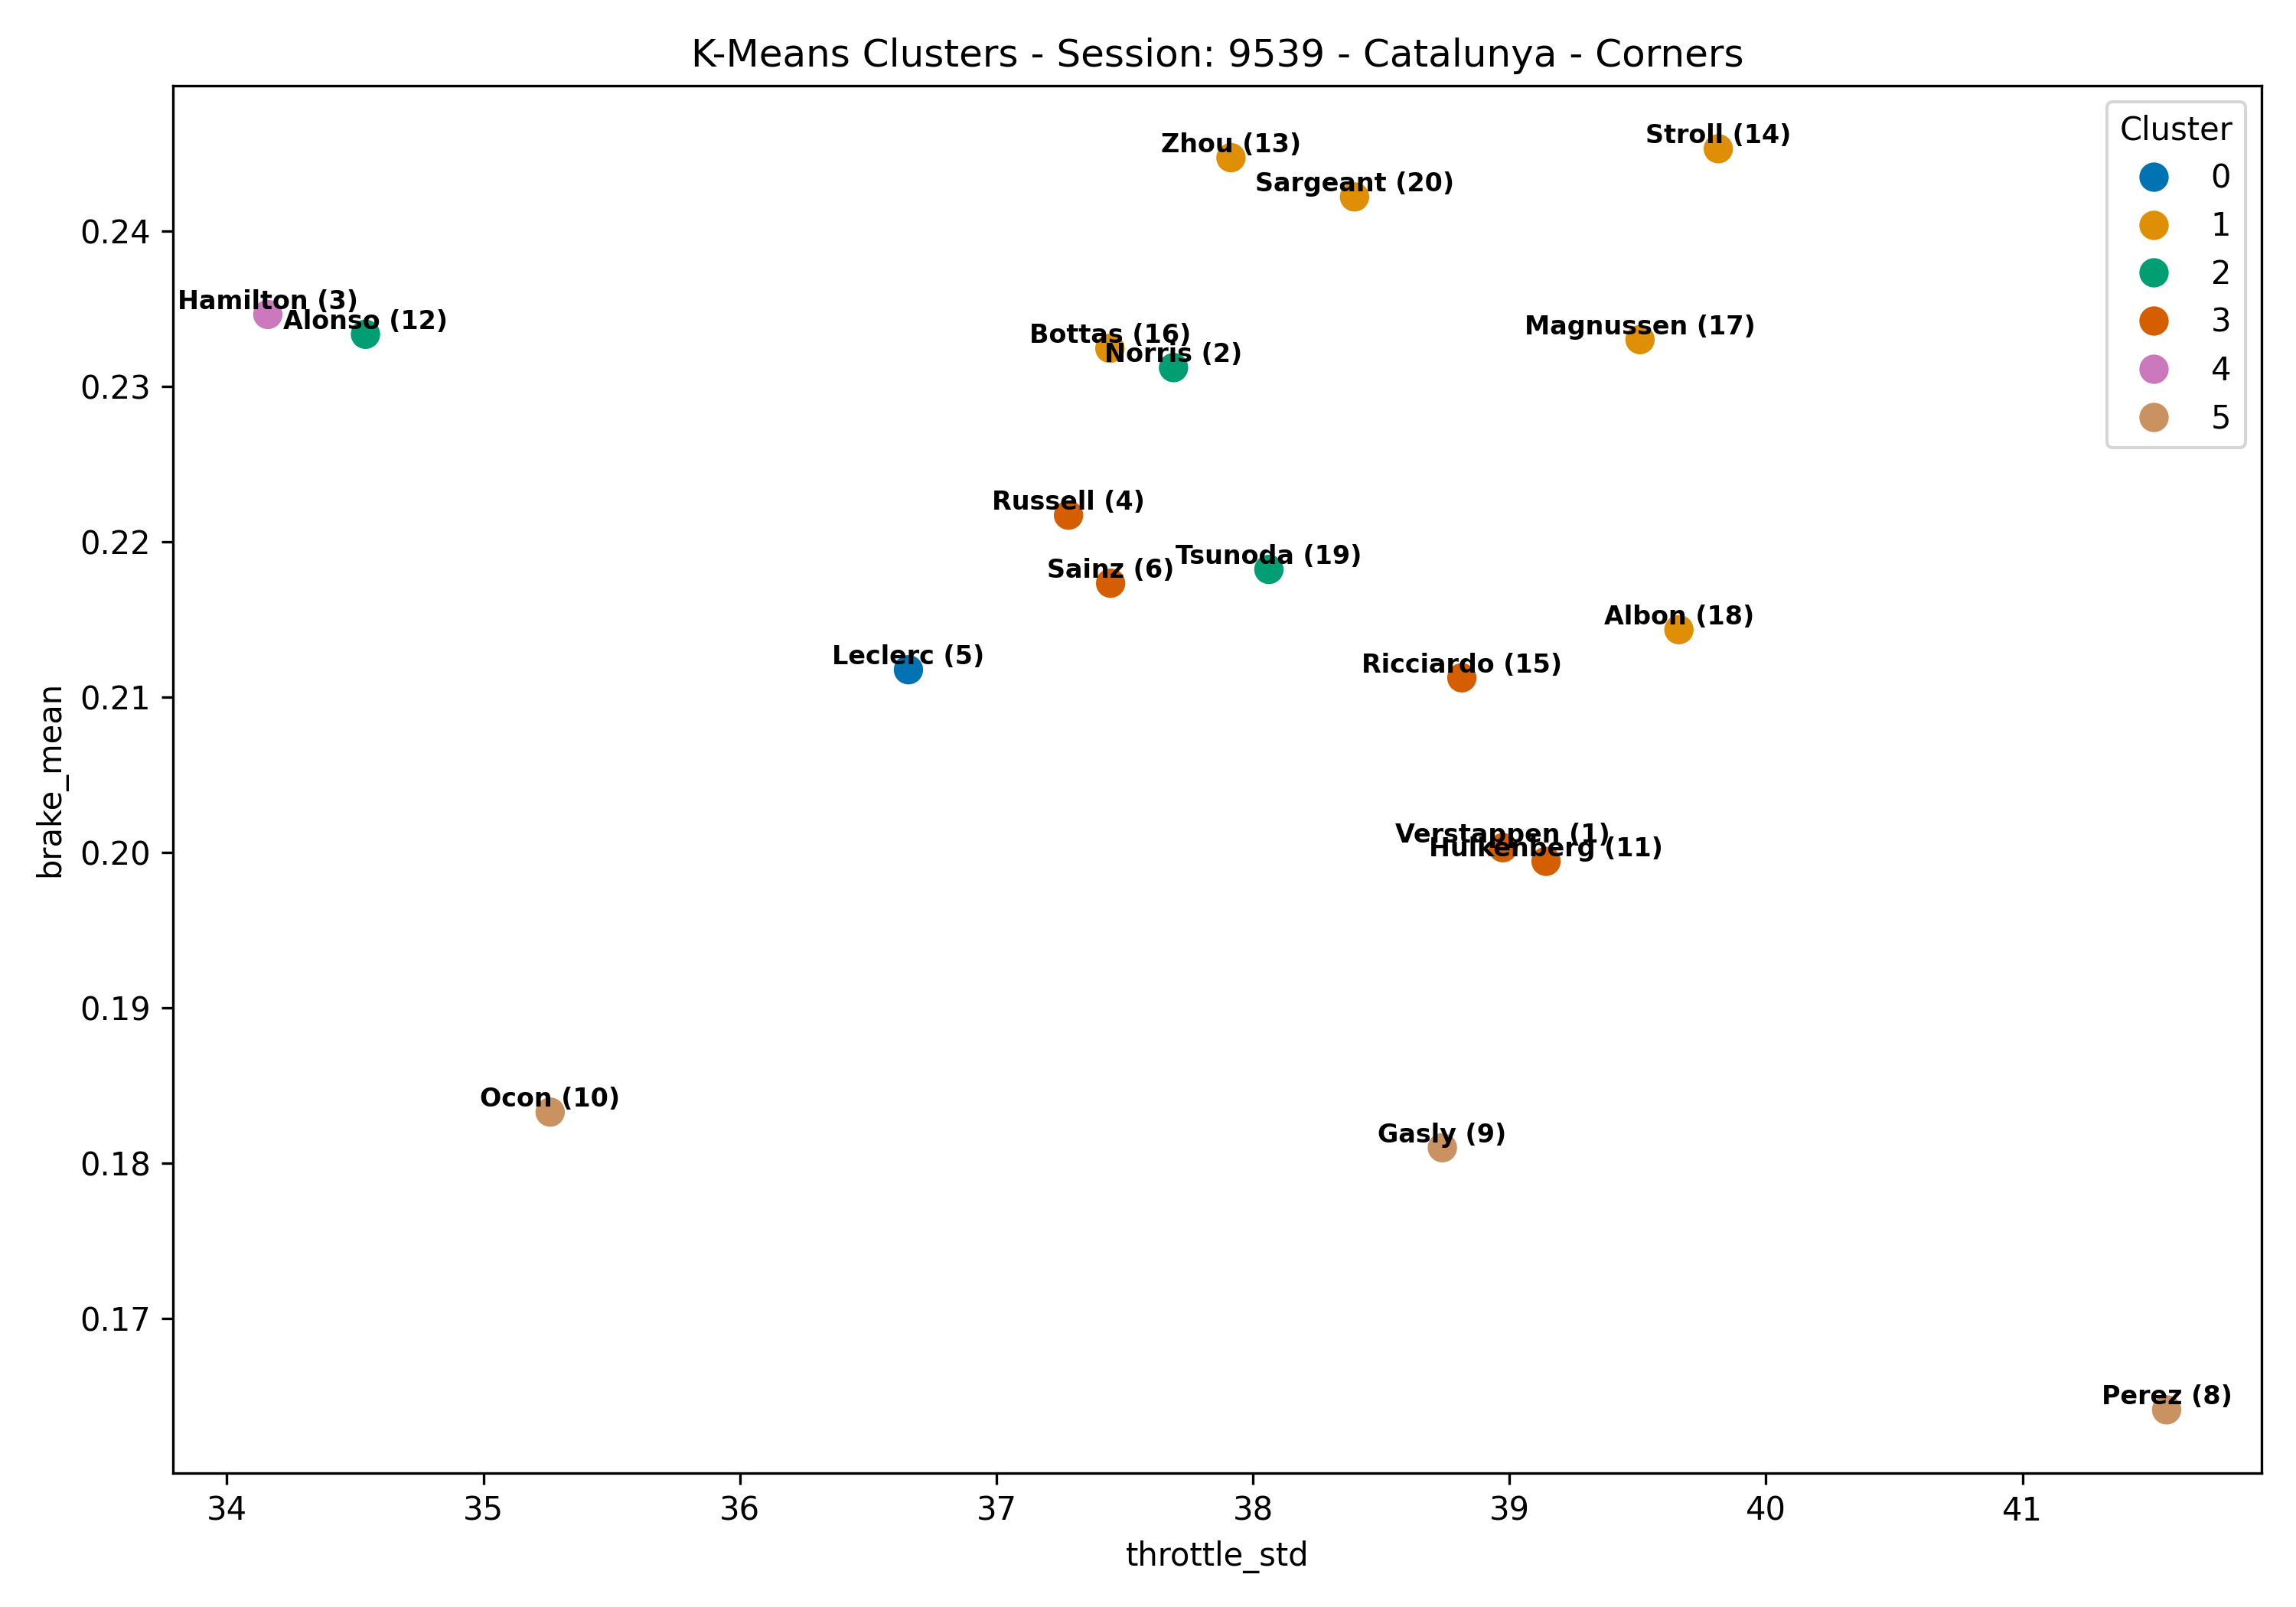 K-Means Clusters - Session: 9539 - Catalunya - Corners
Zhou (13)
Stroll (14)
Sargeant (20)
Hamilton (3)
Alonso (12)
Bottas (16)
Norris (2)
Magnussen (17)
Russell (4)
Tsunoda (19)
Sainz (6)
Albon (18)
Leclerc (5)
Ricciardo (15)
Verstappen (1)
Hulkenberg (11)
Ocon (10)
Gasly (9)
Perez (8)
Cluster
0
1
2
3
4
5
0.24
0.23
0.22
0.21
0.20
0.19
0.18
0.17
brake_mean
34 35 36 37 38 39 40 41
throttle_std